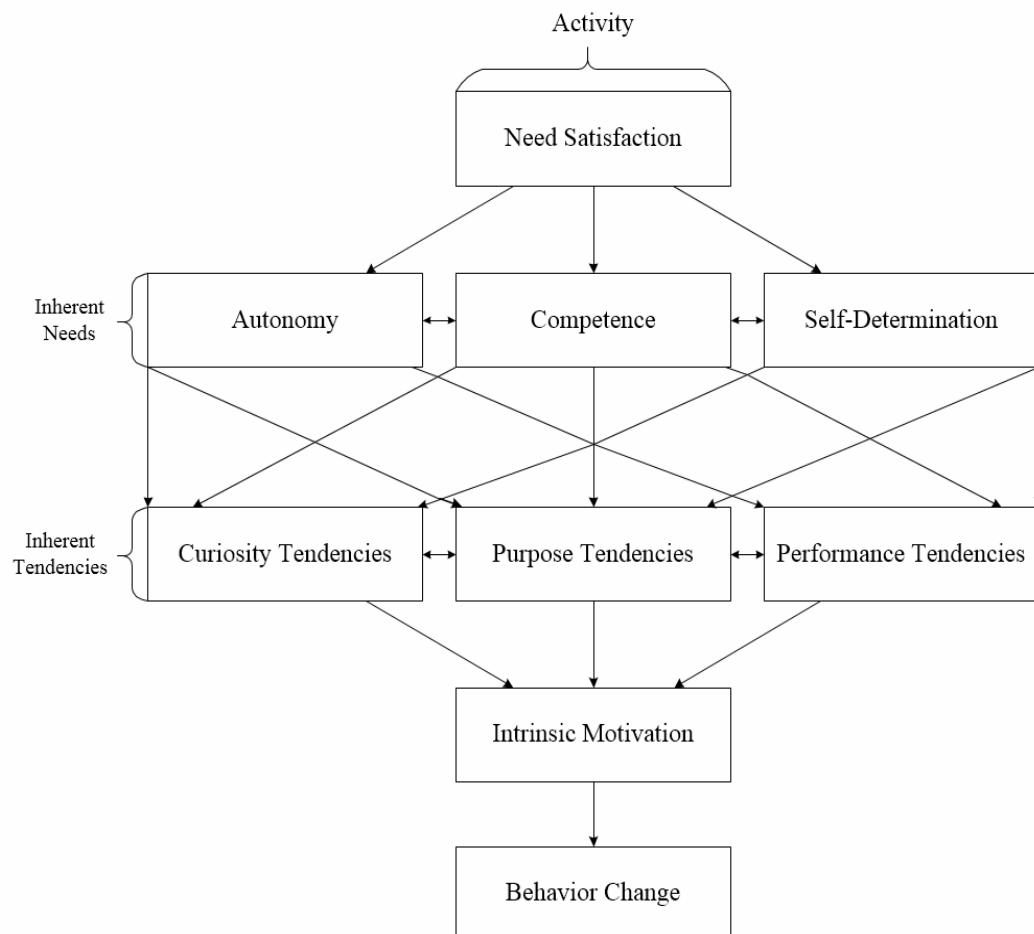 Activity
Need Satisfaction
Inherent
Needs
Autonomy
Competence
Self-Determination
Inherent
Tendencies
Curiosity Tendencies
Purpose Tendencies
Performance Tendencies
Intrinsic Motivation
Behavior Change